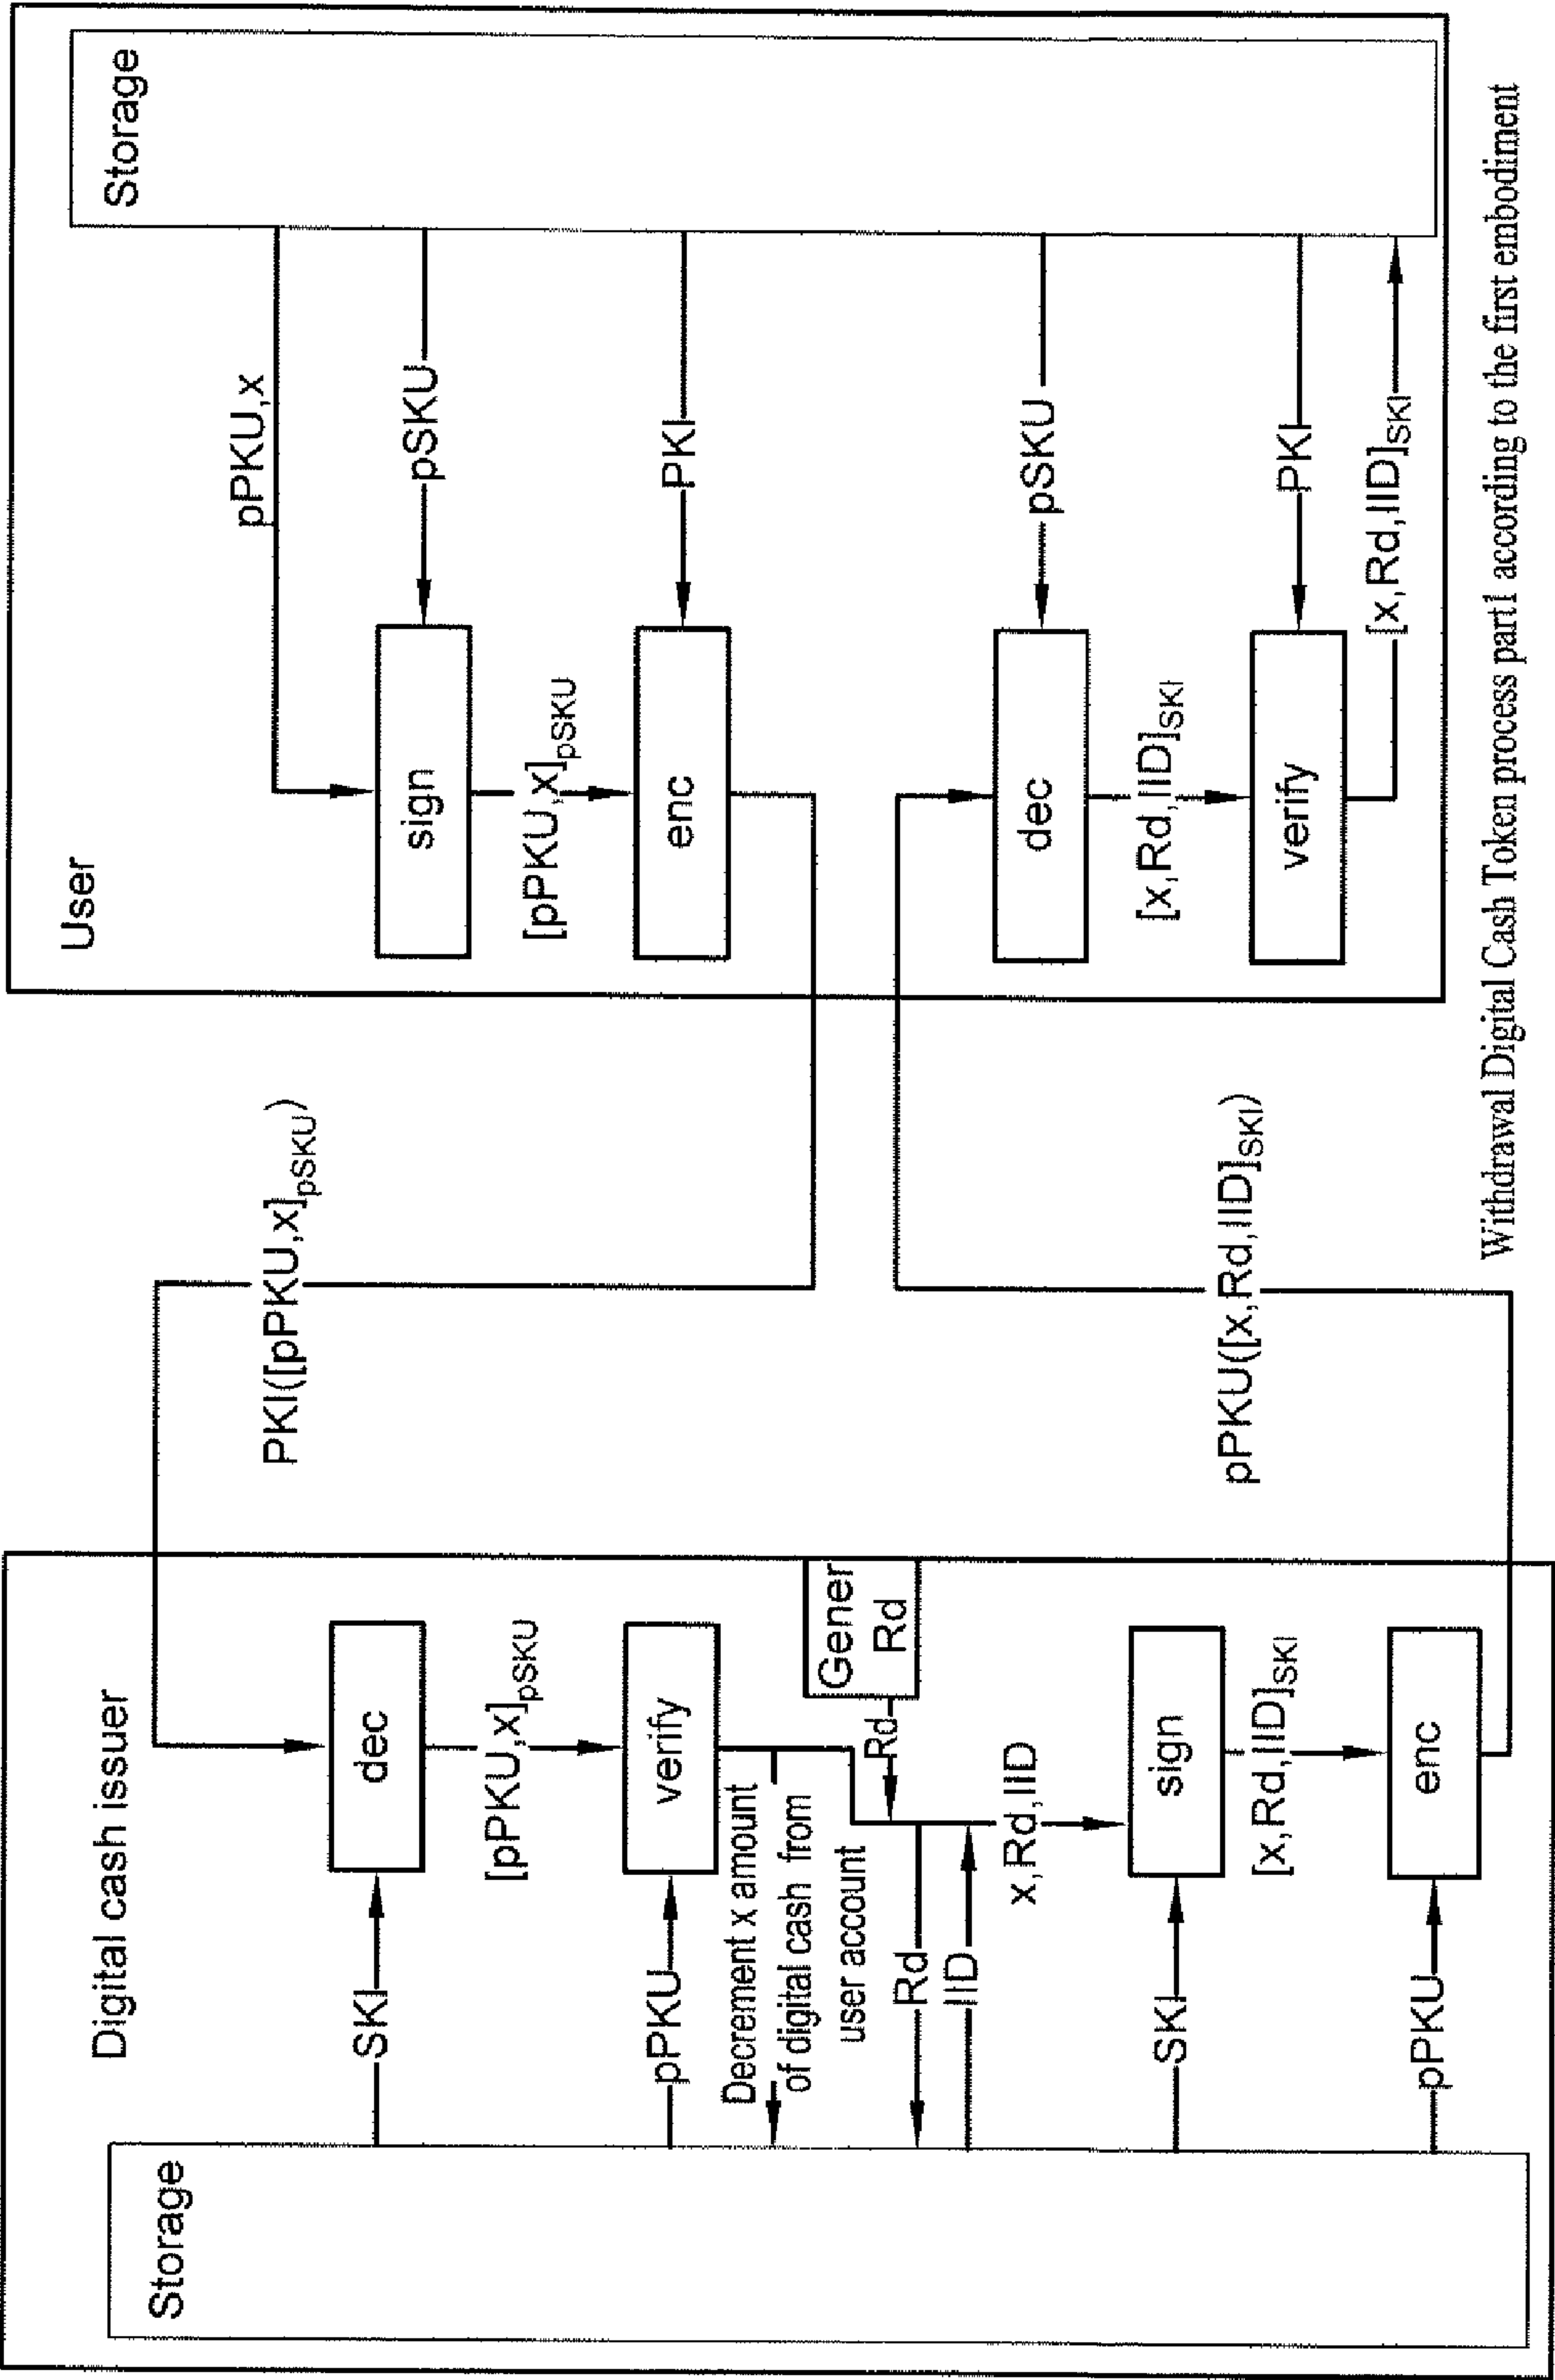 Digital cash issuer
Storage
SKI
dec
[pPKU,x]pSKU
pPKU
verify
Decrement x amount
of digital cash from
user account
Gener
Rd
Rd
Rd
IID
x,Rd,IID
SKI
sign
[x,Rd,IID]SKI
pPKU
enc
PKI([pPKU,x]pSKU)
pPKU([x,Rd,IID]SKI)
User
Storage
pPKU,x
pSKU
sign
[pPKU,x]pSKU
PKI
enc
pSKU
dec
[x,Rd,IID]SKI
PKI
verify
[x,Rd,IID]SKI
Withdrawal Digital Cash Token process part1 according to the first embodiment